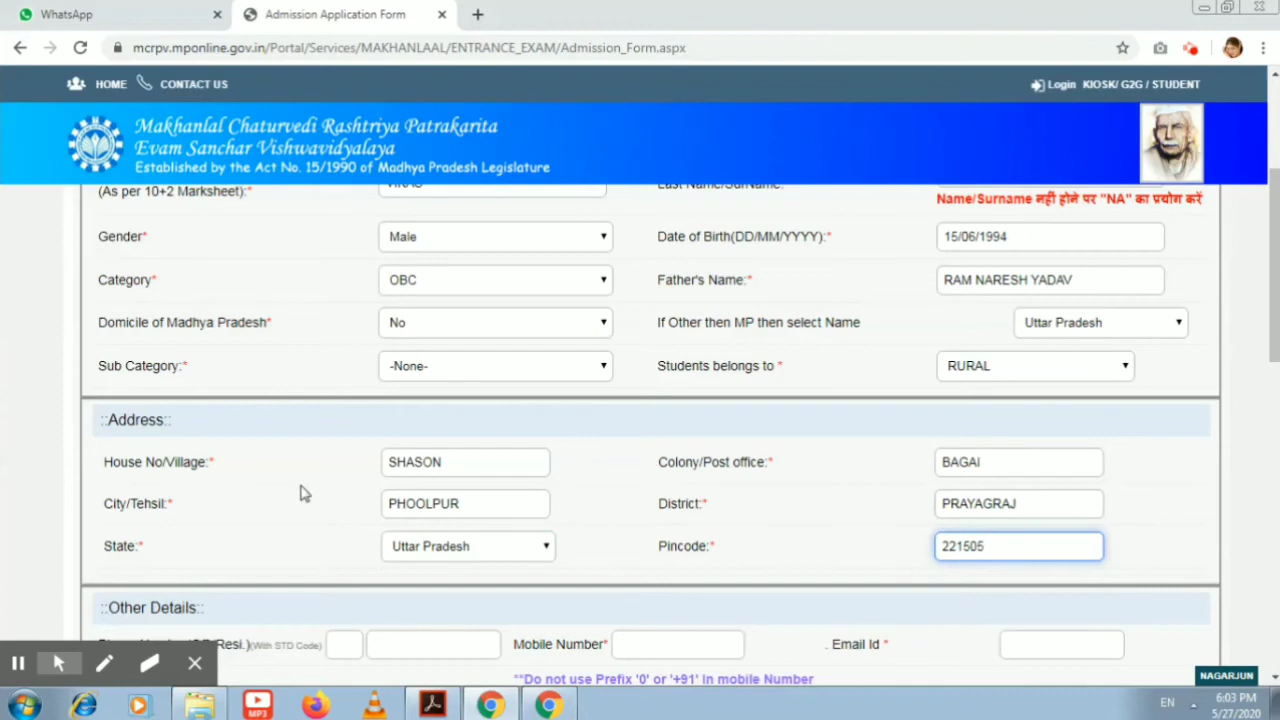 WhatsApp
Admission Application Form
mcrpv.mponline.gov.in/Portal/Services/MAKHANLAAL/ENTRANCE_EXAM/Admission_Form.aspx
HOME CONTACT US Login KIOSK/ G2G / STUDENT
Makhanlal Chaturvedi Rashtriya Patrakarita
Evam Sanchar Vishwavidyalaya
Established by the Act No. 15/1990 of Madhya Pradesh Legislature
(As per 10+2 Marksheet):* Last Name/SurName:
Name/Surname नहीं होने पर "NA" का प्रयोग करें
Gender* Male Date of Birth(DD/MM/YYYY):* 15/06/1994
Category* OBC Father's Name:* RAM NARESH YADAV
Domicile of Madhya Pradesh* No If Other then MP then select Name Uttar Pradesh
Sub Category:* -None- Students belongs to * RURAL
::Address::
House No/Village:* SHASON Colony/Post office:* BAGAI
City/Tehsil:* PHOOLPUR District:* PRAYAGRAJ
State:* Uttar Pradesh Pincode:* 221505
::Other Details::
Resi.)(With STD Code) Mobile Number* . Email Id *
**Do not use Prefix '0' or '+91' In mobile Number
NAGARJUN
MP3
EN 6:03 PM
5/27/2020